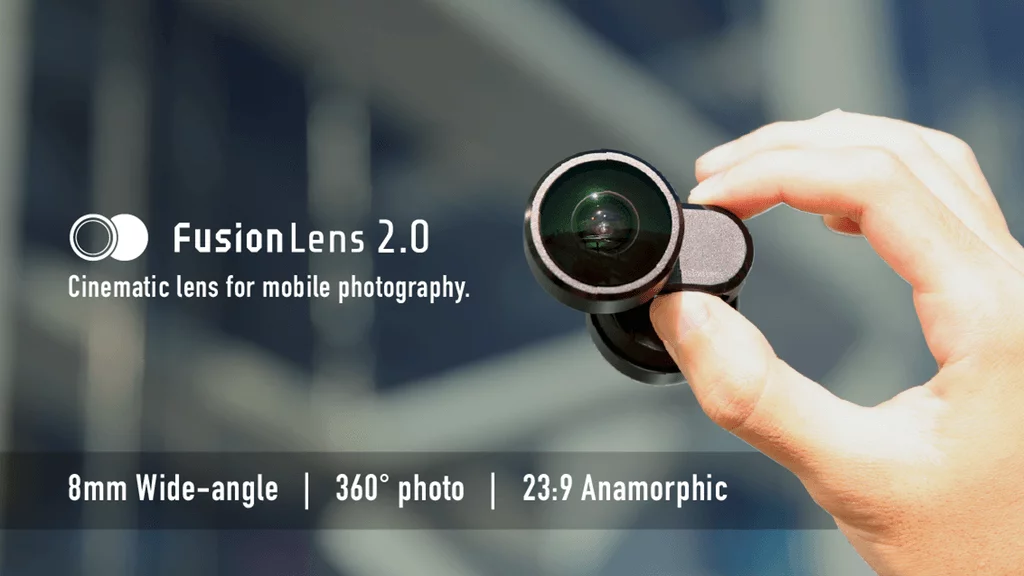 FusionLens 2.0
Cinematic lens for mobile photography.
8mm Wide-angle | 360° photo | 23:9 Anamorphic